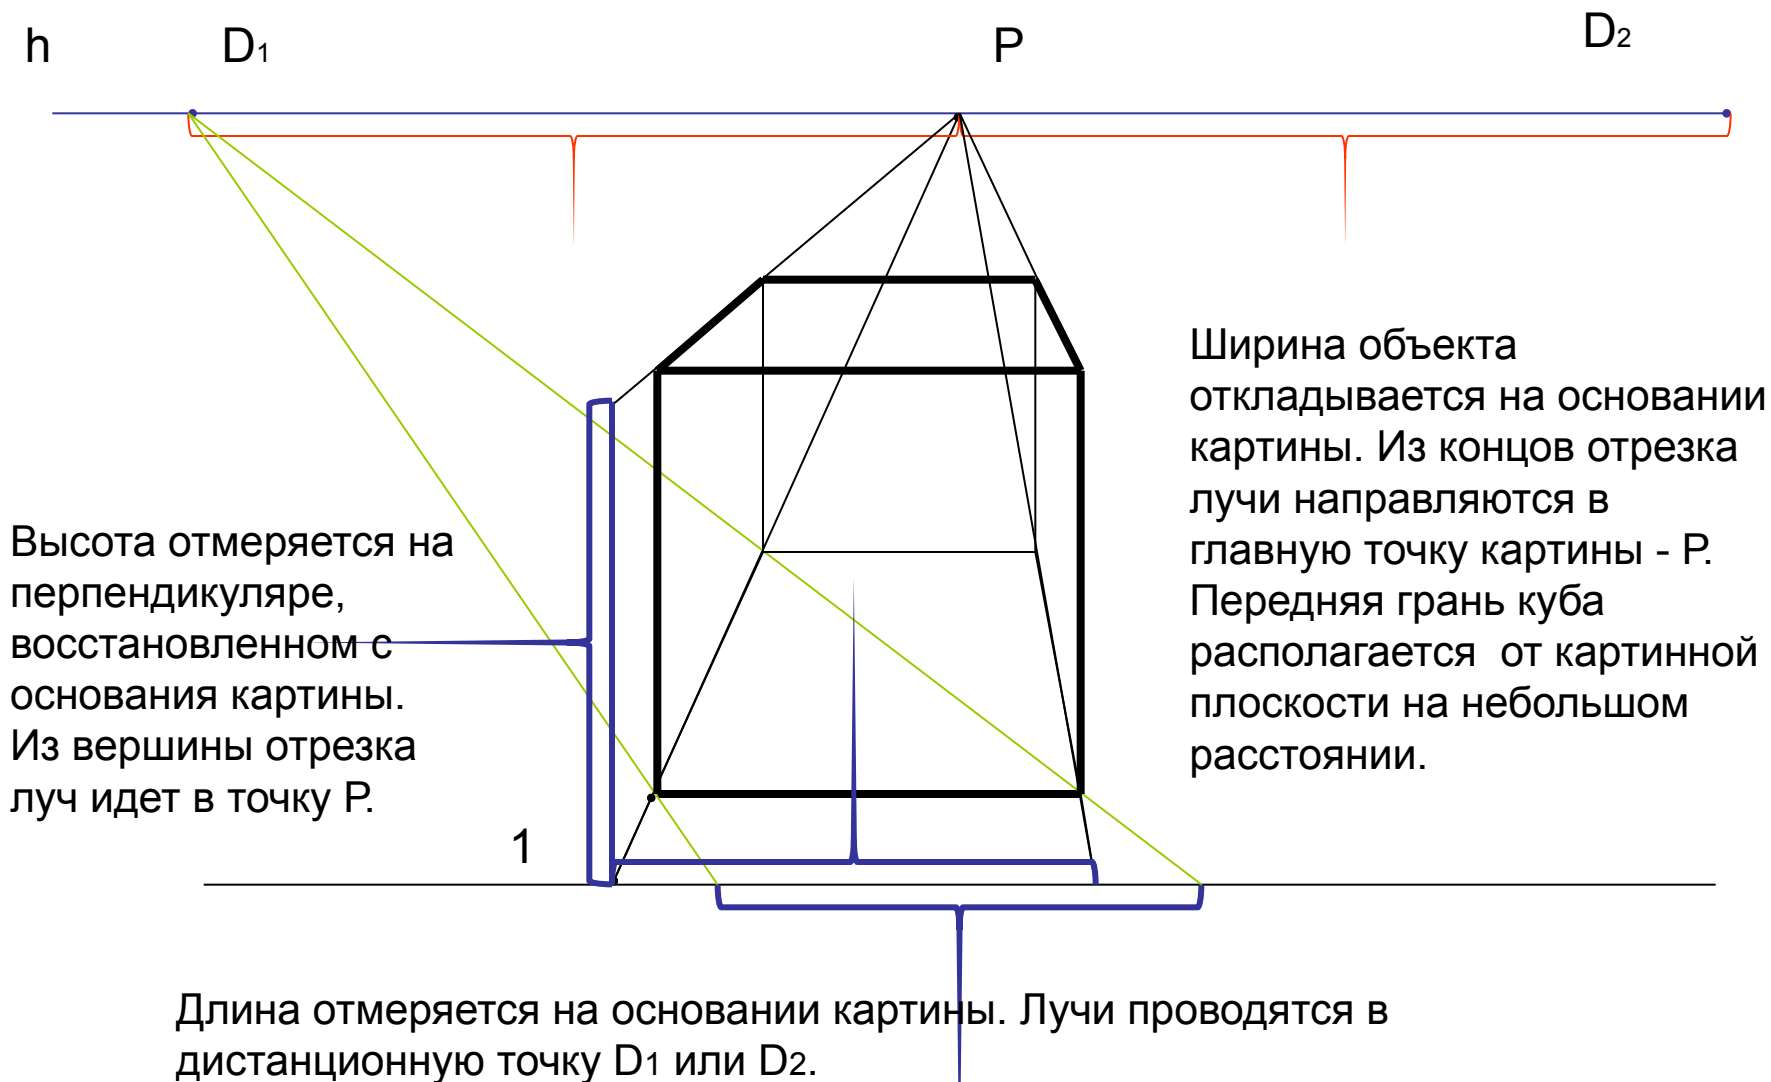 h
D1
P
D2
Ширина объекта
откладывается на основании
картины. Из концов отрезка
лучи направляются в
главную точку картины - Р.
Передняя грань куба
располагается  от картинной
плоскости на небольшом
расстоянии.
Высота отмеряется на
перпендикуляре,
восстановленном с
основания картины.
Из вершины отрезка
луч идет в точку Р.
1
Длина отмеряется на основании картины. Лучи проводятся в
дистанционную точку D1 или D2.